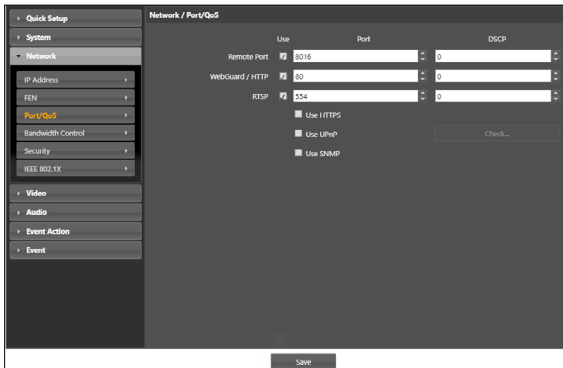 Quick Setup
System
Network
IP Address
FEN
Port/QoS
Bandwidth Control
Security
IEEE 802.1X
Video
Audio
Event Action
Event
Network / Port/QoS
Use Port DSCP
Remote Port 8016 0
WebGuard / HTTP 80 0
RTSP 554 0
Use HTTPS
Use UPnP Check...
Use SNMP
Save